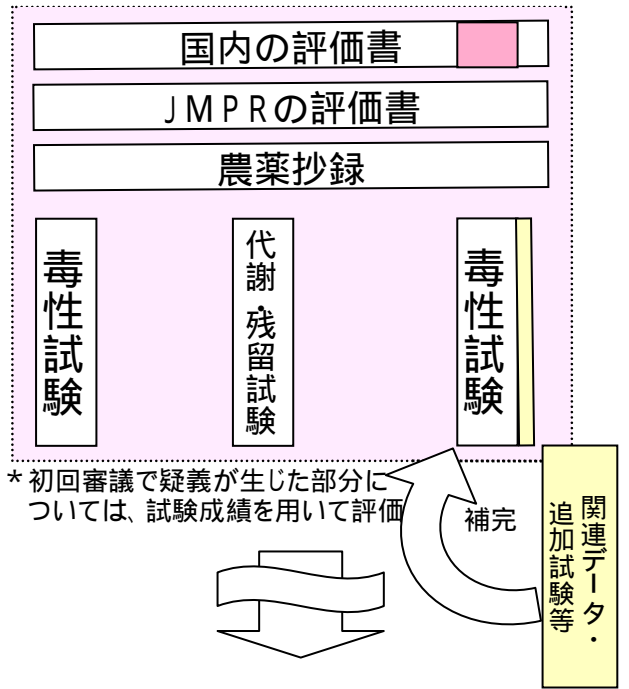 国内の評価書
JMPRの評価書
農薬抄録
毒性試験
代謝・残留試験
毒性試験
*初回審議で疑義が生じた部分に
ついては、試験成績を用いて評価
補完
関連データ・
追加試験等